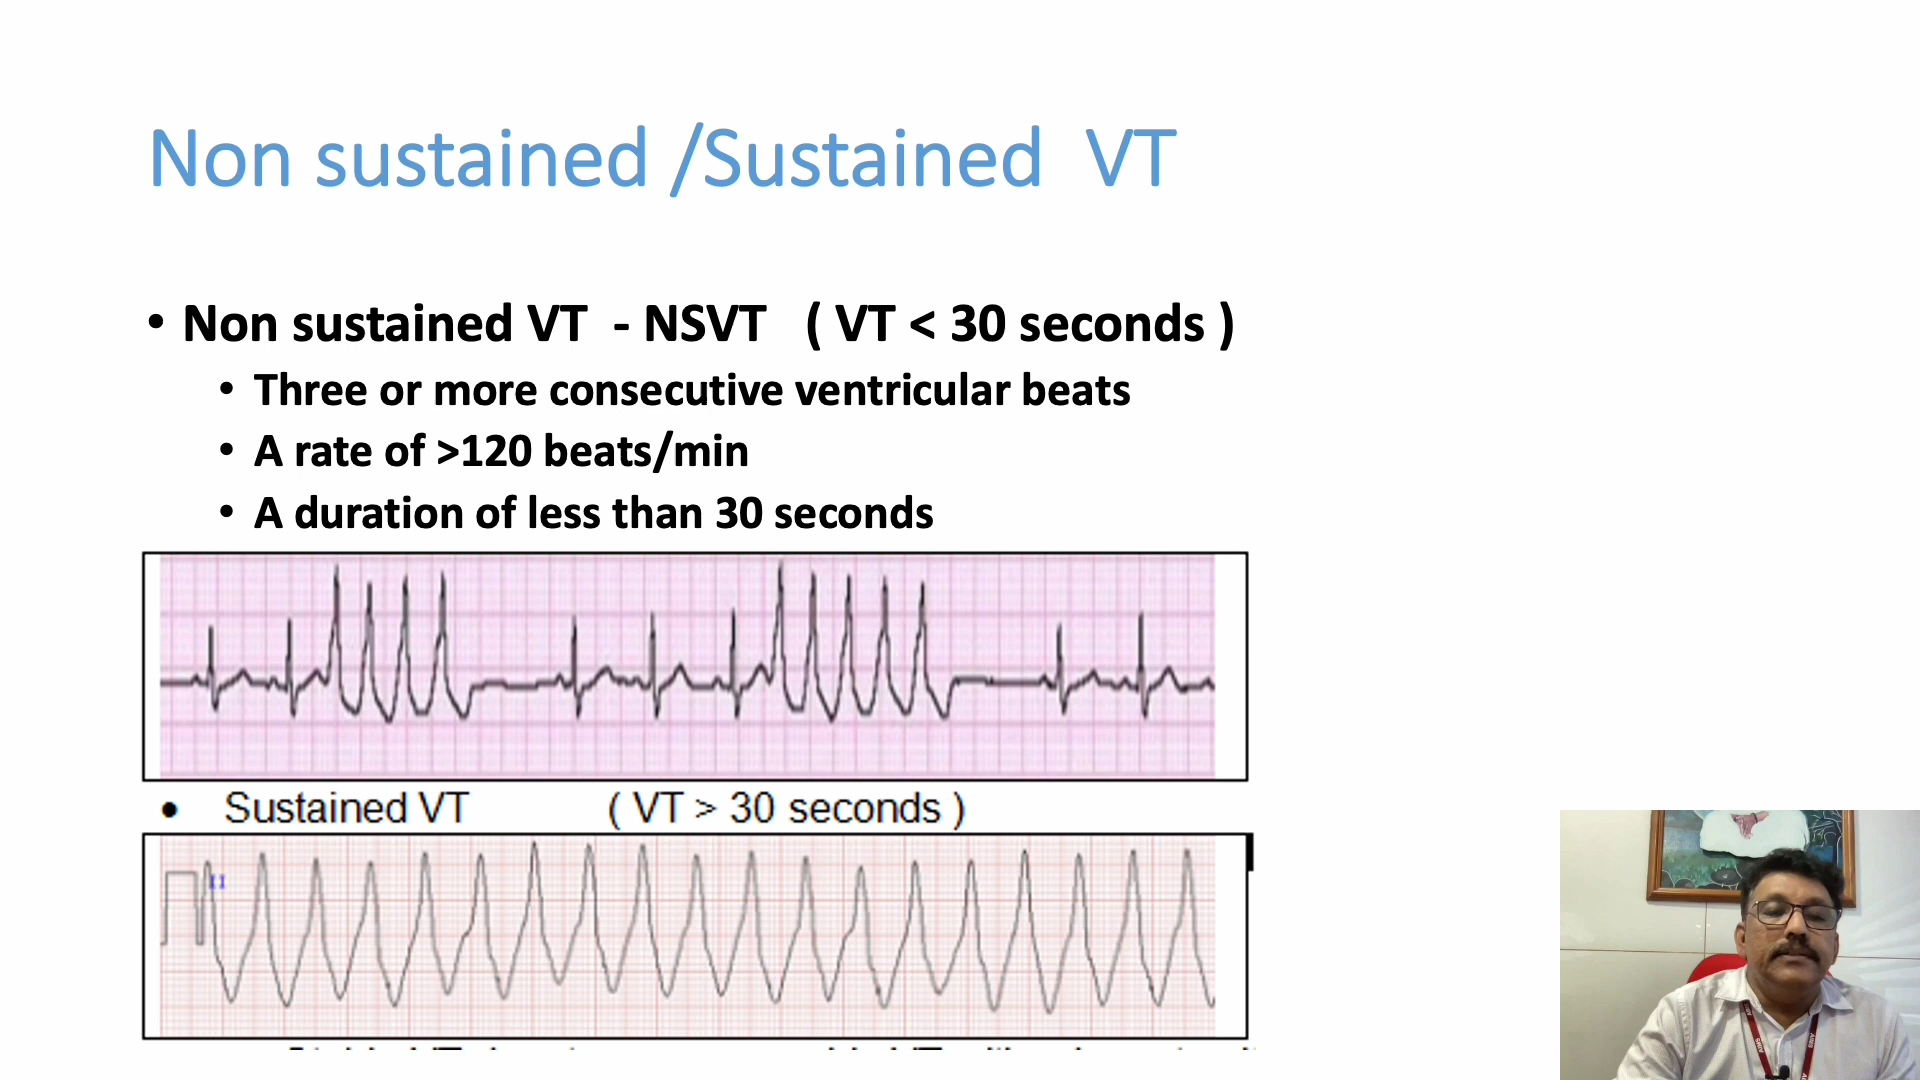 Non sustained /Sustained VT
• Non sustained VT - NSVT ( VT < 30 seconds )
• Three or more consecutive ventricular beats
• A rate of >120 beats/min
• A duration of less than 30 seconds
• Sustained VT ( VT > 30 seconds )
II